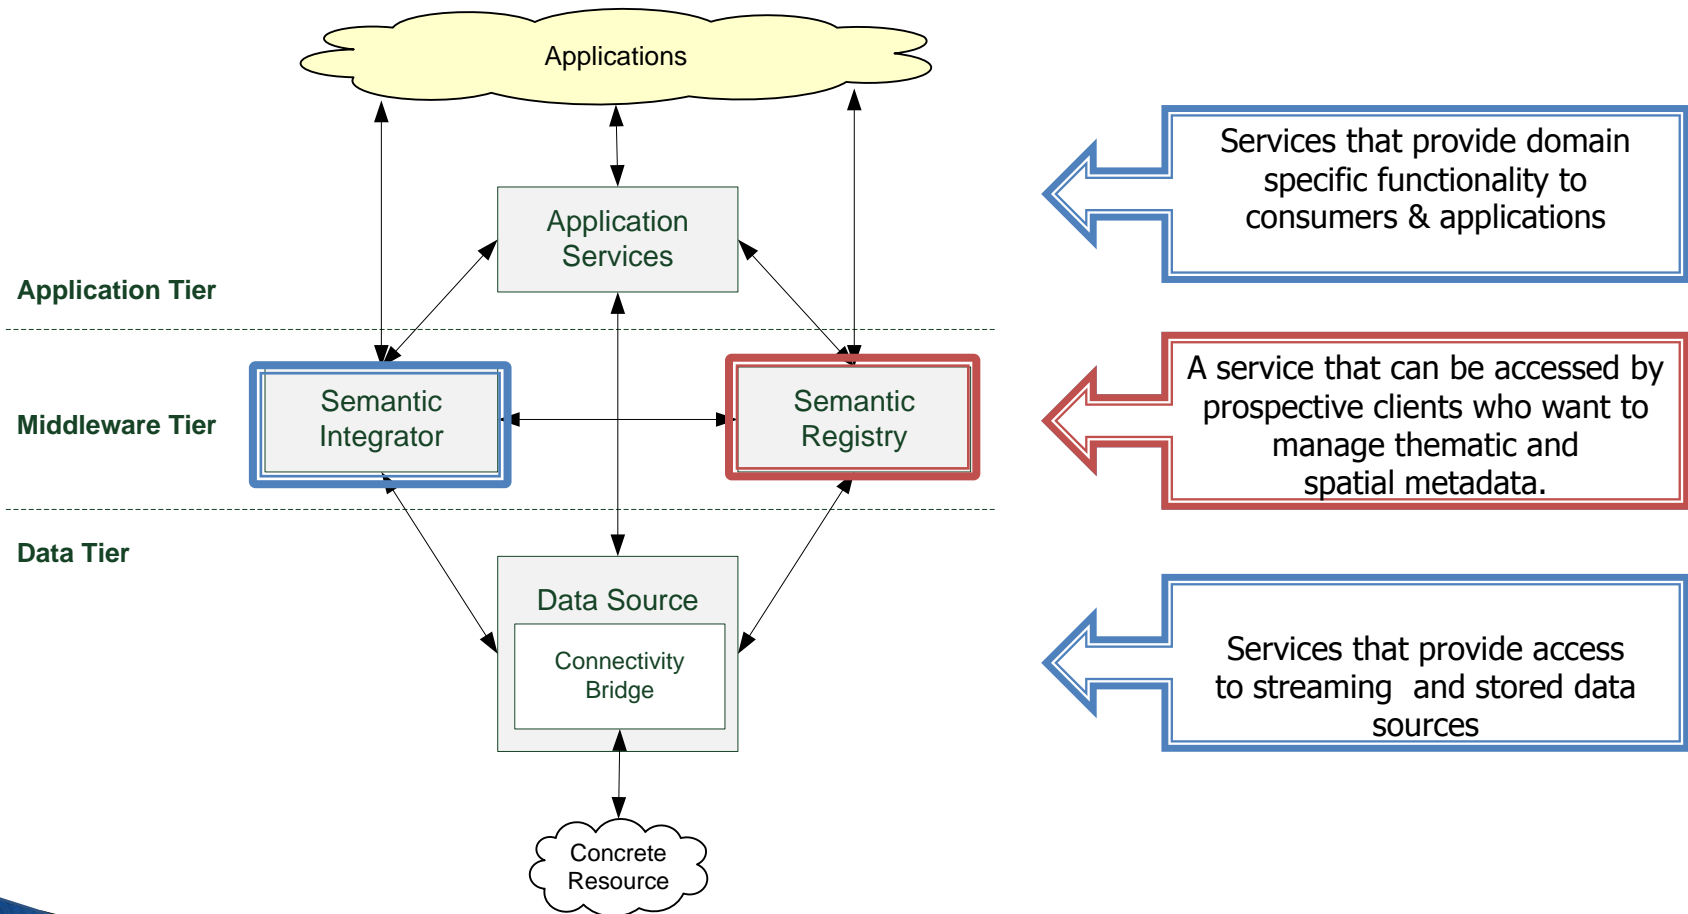 Applications
Services that provide domain
specific functionality to
consumers & applications
Application
Services
Application Tier
Semantic
Integrator
Semantic
Registry
A service that can be accessed by
prospective clients who want to
manage thematic and
spatial metadata.
Middleware Tier
Data Tier
Data Source
Connectivity
Bridge
Services that provide access
to streaming  and stored data
sources
Concrete
Resource